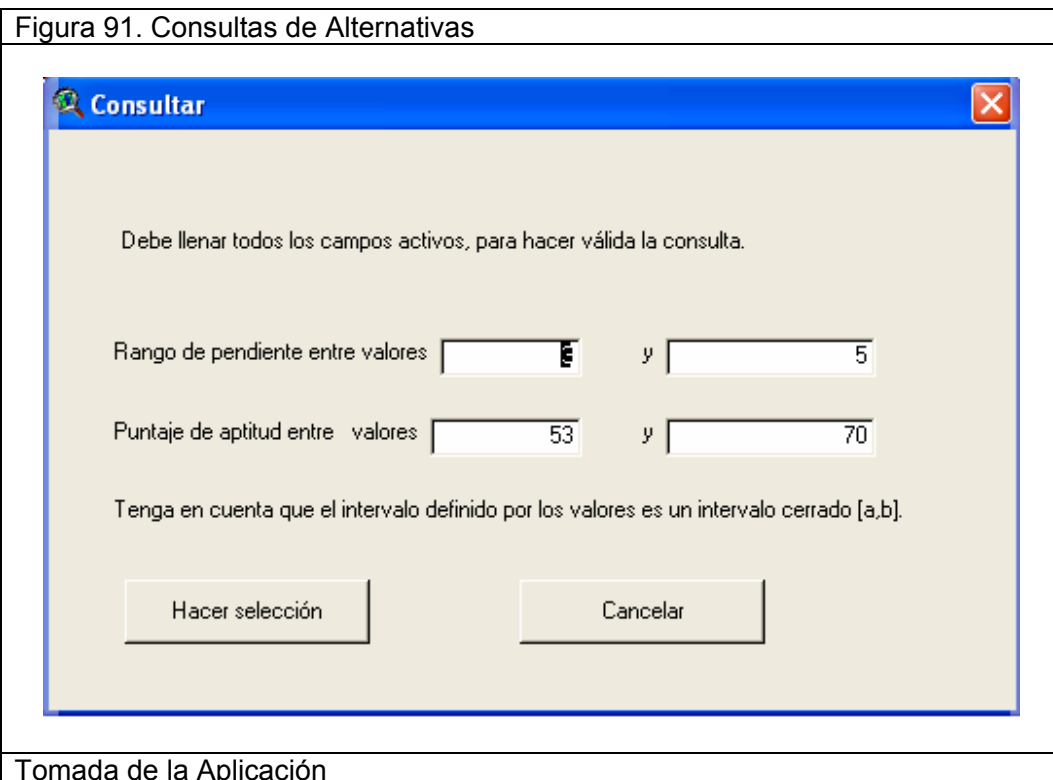 Figura 91. Consultas de Alternativas
Consultar
Debe llenar todos los campos activos, para hacer válida la consulta.
Rango de pendiente entre valores y 5
Puntaje de aptitud entre valores 53 y 70
Tenga en cuenta que el intervalo definido por los valores es un intervalo cerrado [a,b].
Hacer selección Cancelar
Tomada de la Aplicación